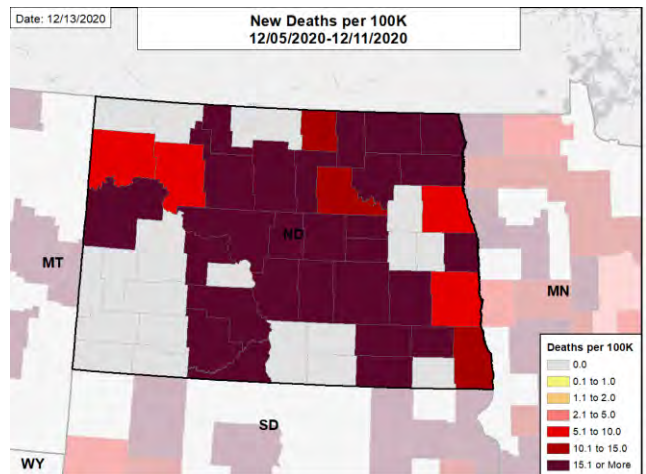 Date: 12/13/2020
New Deaths per 100K
12/05/2020-12/11/2020
ND
MT
MN
SD
WY
Deaths per 100K
0.0
0.1 to 1.0
1.1 to 2.0
2.1 to 5.0
5.1 to 10.0
10.1 to 15.0
15.1 or More